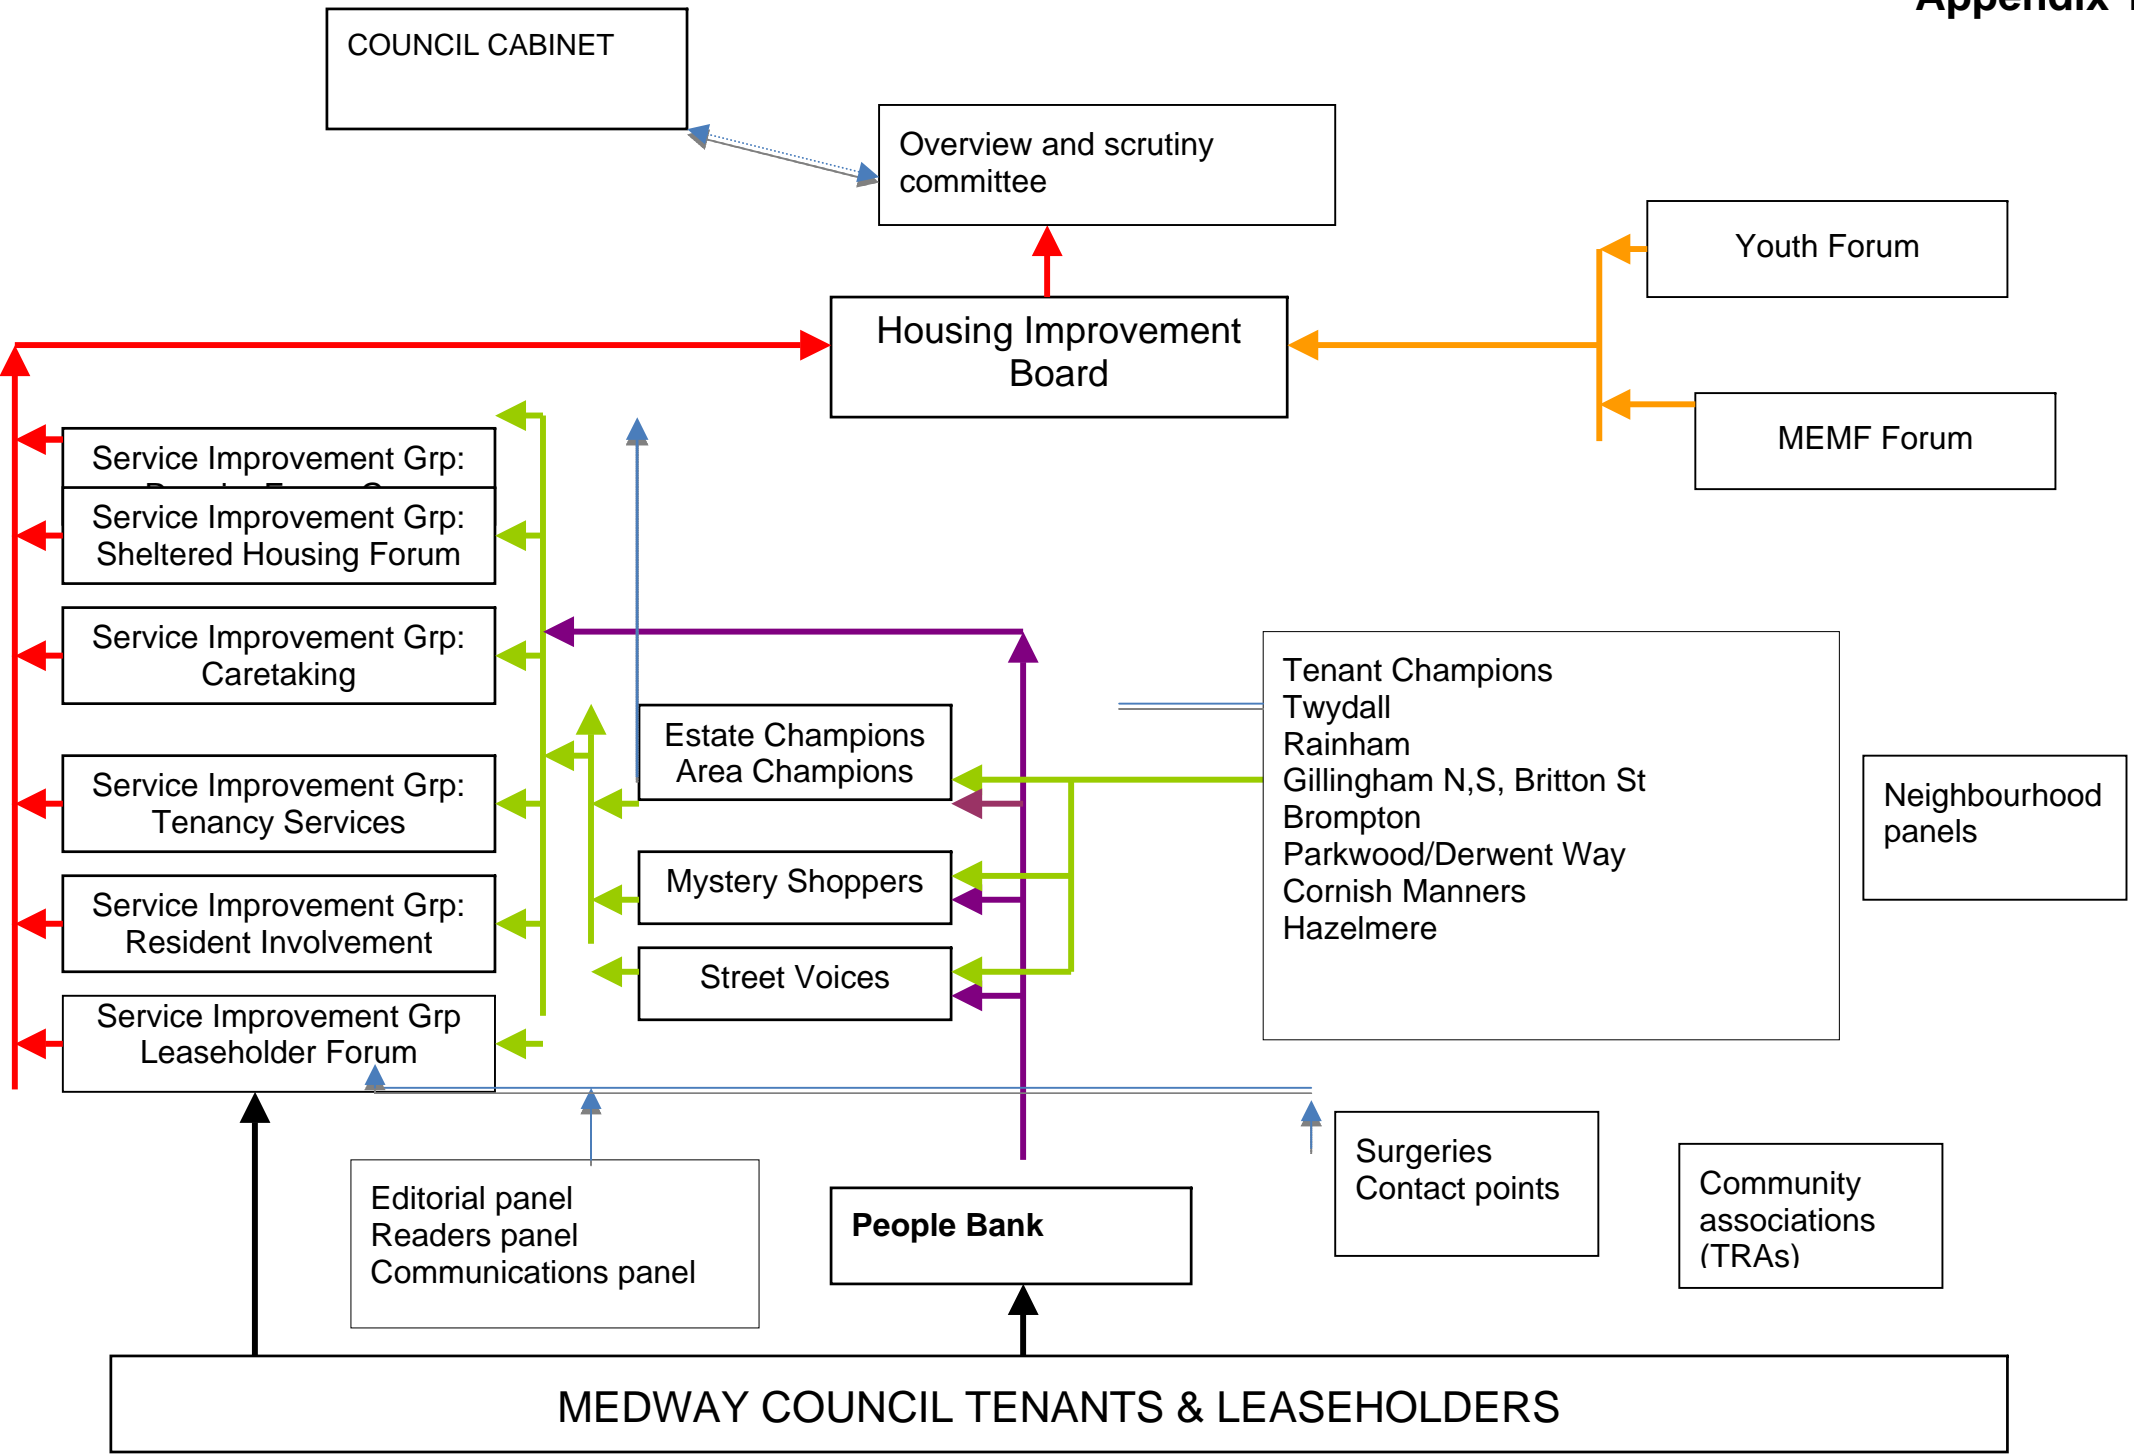 Appendix
COUNCIL CABINET
Overview and scrutiny
committee
Youth Forum
Housing Improvement
Board
MEMF Forum
Service Improvement Grp:
Service Improvement Grp:
Sheltered Housing Forum
Service Improvement Grp:
Caretaking
Service Improvement Grp:
Tenancy Services
Service Improvement Grp:
Resident Involvement
Service Improvement Grp
Leaseholder Forum
Estate Champions
Area Champions
Mystery Shoppers
Street Voices
Tenant Champions
Twydall
Rainham
Gillingham N,S, Britton St
Brompton
Parkwood/Derwent Way
Cornish Manners
Hazelmere
Neighbourhood
panels
Editorial panel
Readers panel
Communications panel
People Bank
Surgeries
Contact points
Community
associations
(TRAs)
MEDWAY COUNCIL TENANTS & LEASEHOLDERS